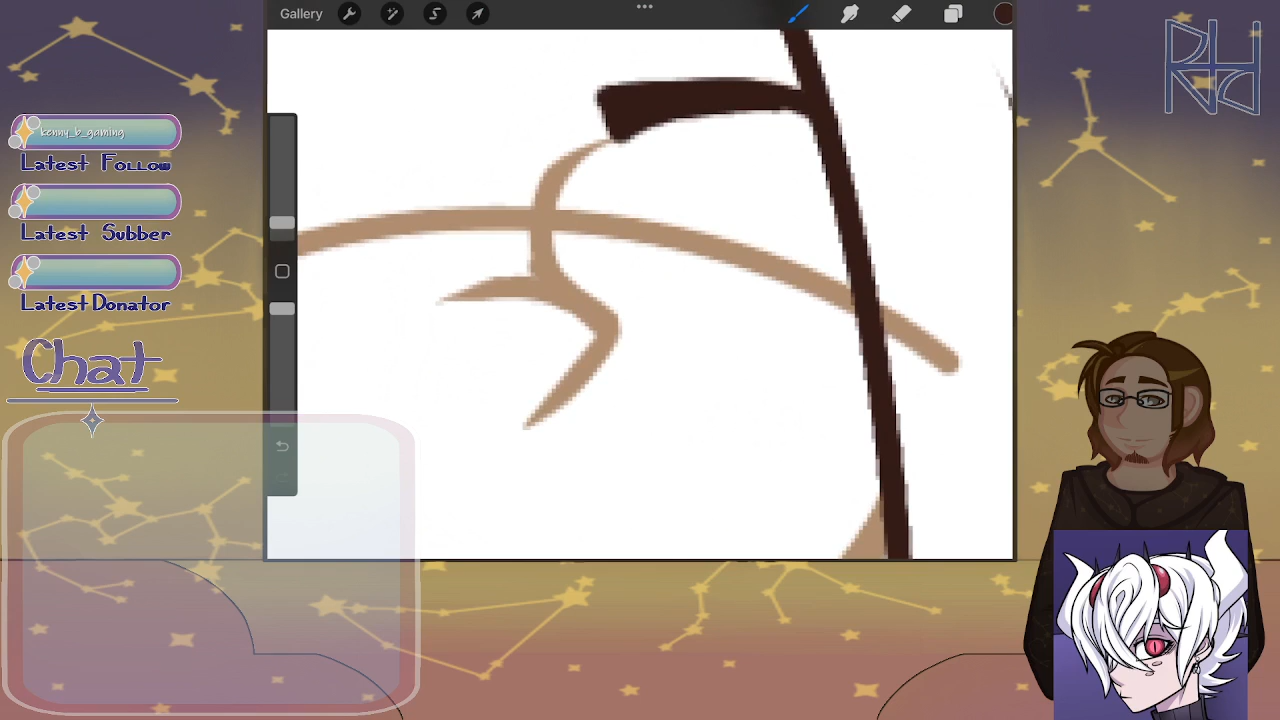 Gallery
kenny_b_gaming
Latest Follow
Latest Subber
Latest Donator
Chat